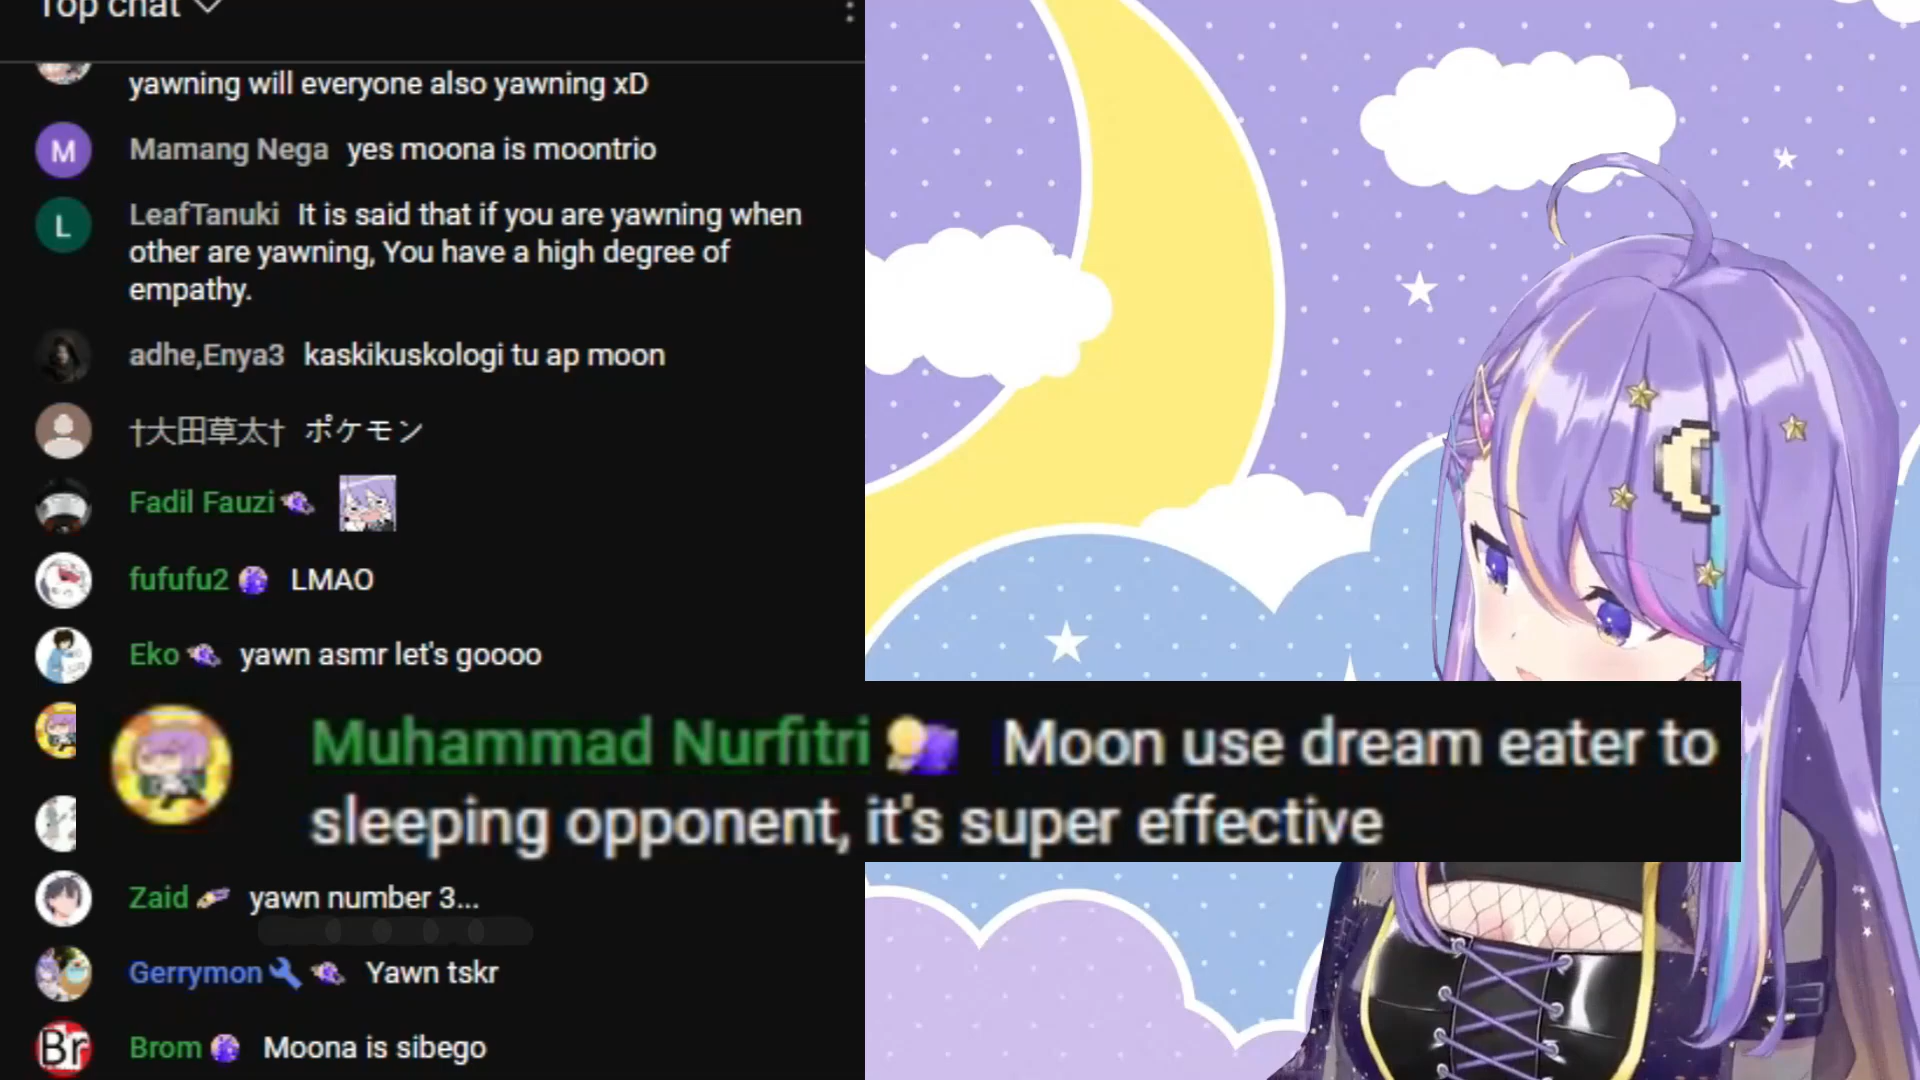 Top chat
yawning will everyone also yawning xD
M
Mamang Nega yes moona is moontrio
L
LeafTanuki It is said that if you are yawning when
other are yawning, You have a high degree of
empathy.
adhe,Enya3 kaskikuskologi tu ap moon
†大田草太† ポケモン
Fadil Fauzi
fufufu2 LMAO
Eko yawn asmr let's goooo
Muhammad Nurfitri Moon use dream eater to
sleeping opponent, it's super effective
Zaid yawn number 3...
Gerrymon Yawn tskr
Br
Brom Moona is sibego